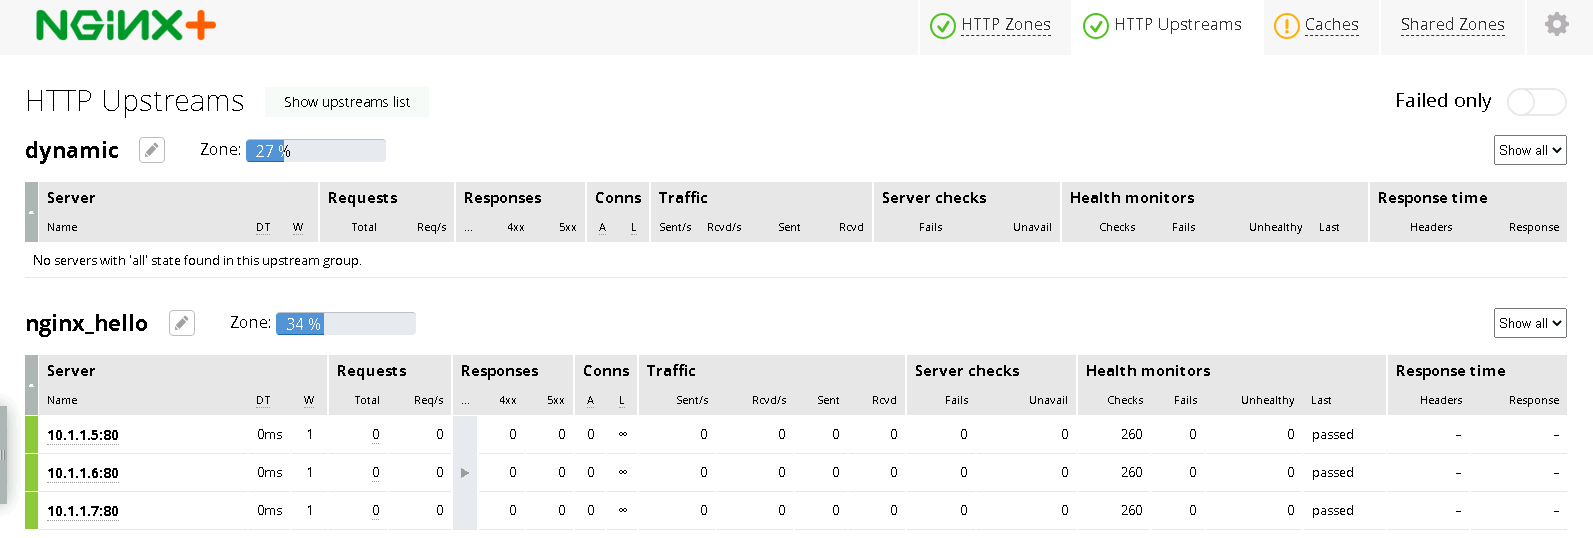 NGINX+ HTTP Zones HTTP Upstreams Caches Shared Zones
HTTP Upstreams Show upstreams list Failed only
dynamic Zone: 27 % Show all
Server Requests Responses Conns Traffic Server checks Health monitors Response time
Name DT W Total Req/s ... 4xx 5xx A L Sent/s Rcvd/s Sent Rcvd Fails Unavail Checks Fails Unhealthy Last Headers Response
No servers with 'all' state found in this upstream group.
nginx_hello Zone: 34 % Show all
Server Requests Responses Conns Traffic Server checks Health monitors Response time
Name DT W Total Req/s ... 4xx 5xx A L Sent/s Rcvd/s Sent Rcvd Fails Unavail Checks Fails Unhealthy Last Headers Response
10.1.1.5:80 0ms 1 0 0 0 0 0 ∞ 0 0 0 0 0 0 260 0 0 passed – –
10.1.1.6:80 0ms 1 0 0 0 0 0 ∞ 0 0 0 0 0 0 260 0 0 passed – –
10.1.1.7:80 0ms 1 0 0 0 0 0 ∞ 0 0 0 0 0 0 260 0 0 passed – –